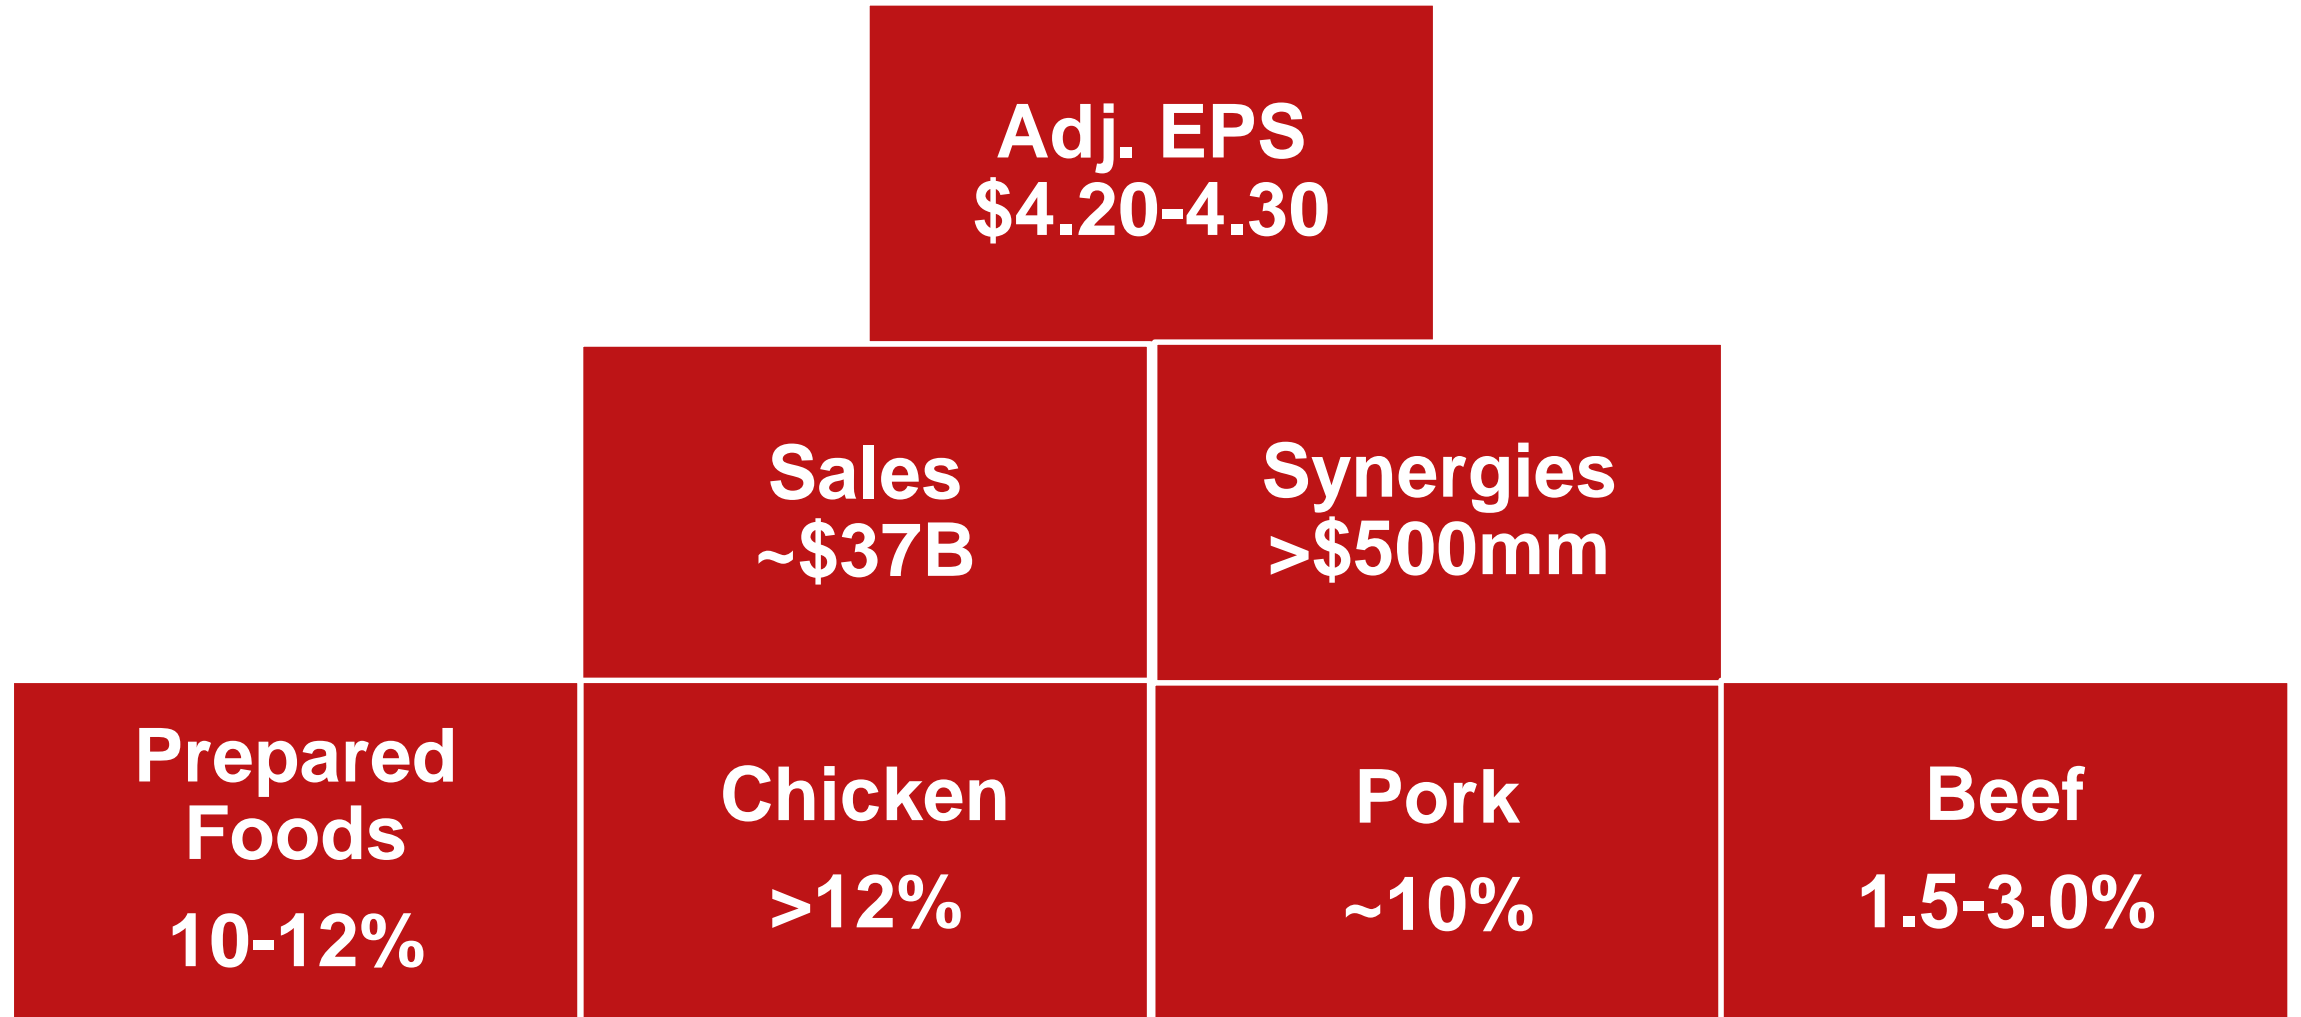 Adj. EPS
$4.20-4.30
Sales
~$37B
Synergies
>$500mm
Prepared
Foods
10-12%
Chicken
>12%
Pork
~10%
Beef
1.5-3.0%